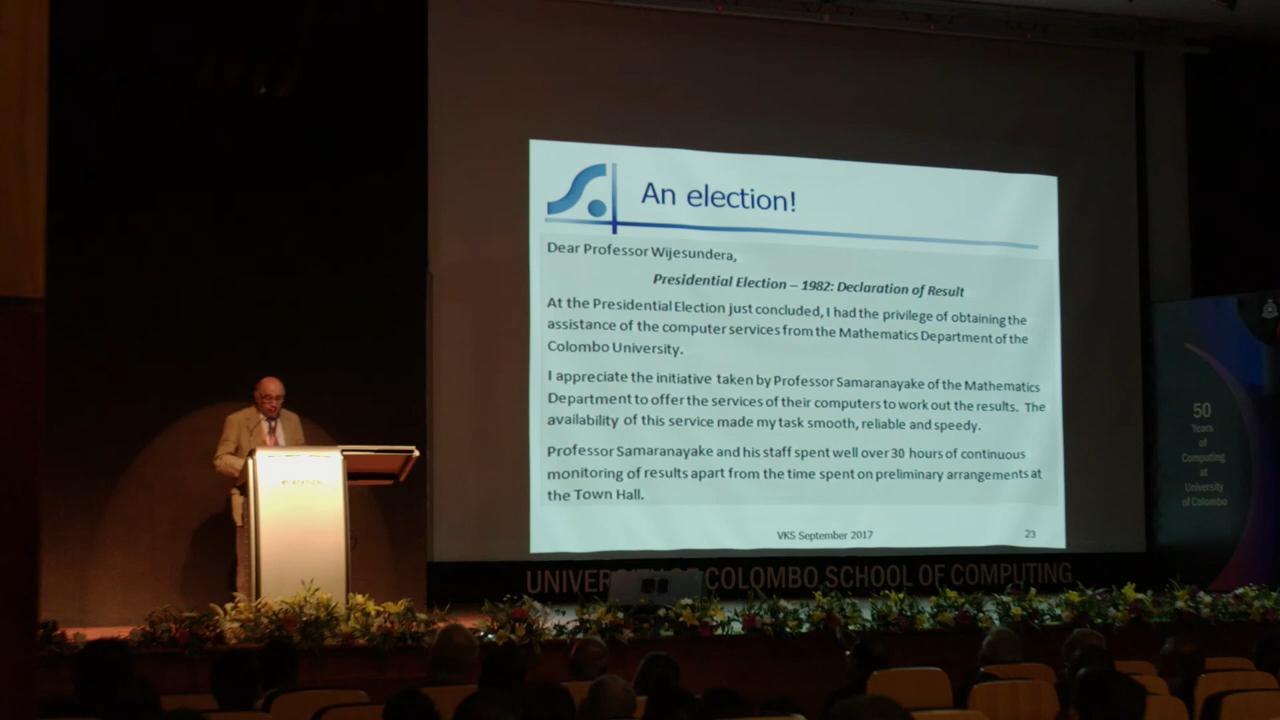 An election!
Dear Professor Wijesundera,
Presidential Election – 1982: Declaration of Result
At the Presidential Election just concluded, I had the privilege of obtaining the
assistance of the computer services from the Mathematics Department of the
Colombo University.
I appreciate the initiative taken by Professor Samaranayake of the Mathematics
Department to offer the services of their computers to work out the results. The
availability of this service made my task smooth, reliable and speedy.
Professor Samaranayake and his staff spent well over 30 hours of continuous
monitoring of results apart from the time spent on preliminary arrangements at
the Town Hall.
VKS September 2017
23
COLOMBO SCHOOL OF COMPUTING
50
Years
of
Computing
at
University
of Colombo